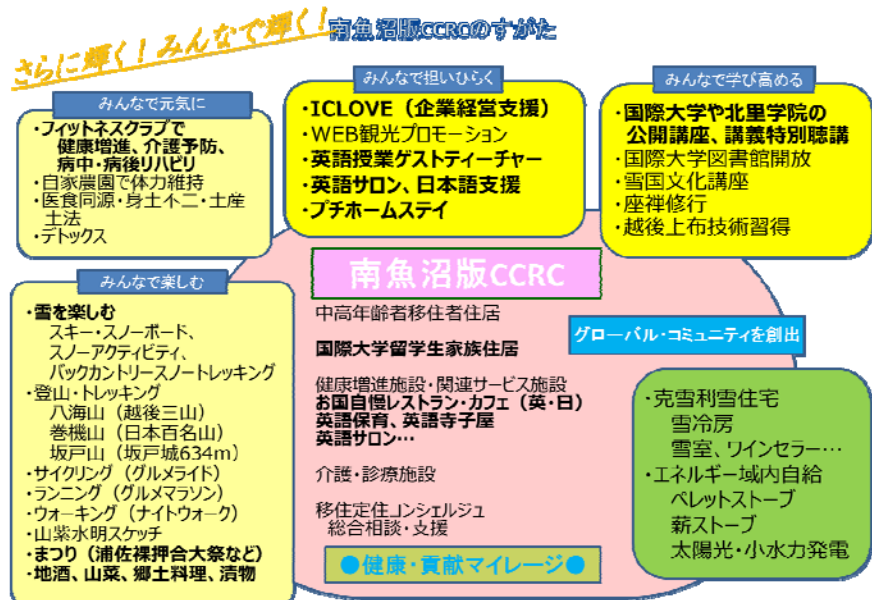 さらに輝く！みんなで輝く！
南魚沼版CCRCのすがた
みんなで元気に
・フィットネスクラブで
健康増進、介護予防、
病中・病後リハビリ
・自家農園で体力維持
・医食同源・身土不二・土産
土法
・デトックス
みんなで担いひらく
・ICLOVE（企業経営支援）
・WEB観光プロモーション
・英語授業ゲストティーチャー
・英語サロン、日本語支援
・プチホームステイ
みんなで学び高める
・国際大学や北里学院の
公開講座、講義特別聴講
・国際大学図書館開放
・雪国文化講座
・座禅修行
・越後上布技術習得
みんなで楽しむ
・雪を楽しむ
スキー・スノーボード、
スノーアクティビティ、
バックカントリースノートレッキング
・登山・トレッキング
八海山（越後三山）
巻機山（日本百名山）
坂戸山（坂戸城634m）
・サイクリング（グルメライド）
・ランニング（グルメマラソン）
・ウォーキング（ナイトウォーク）
・山紫水明スケッチ
・まつり（浦佐裸押合大祭など）
・地酒、山菜、郷土料理、漬物
南魚沼版CCRC
中高年齢者移住者住居
国際大学留学生家族住居
健康増進施設・関連サービス施設
お国自慢レストラン・カフェ（英・日）
英語保育、英語寺子屋
英語サロン…
介護・診療施設
移住定住コンシェルジュ
総合相談・支援
●健康・貢献マイレージ●
グローバル・コミュニティを創出
・克雪利雪住宅
雪冷房
雪室、ワインセラー…
・エネルギー域内自給
ペレットストーブ
薪ストーブ
太陽光・小水力発電